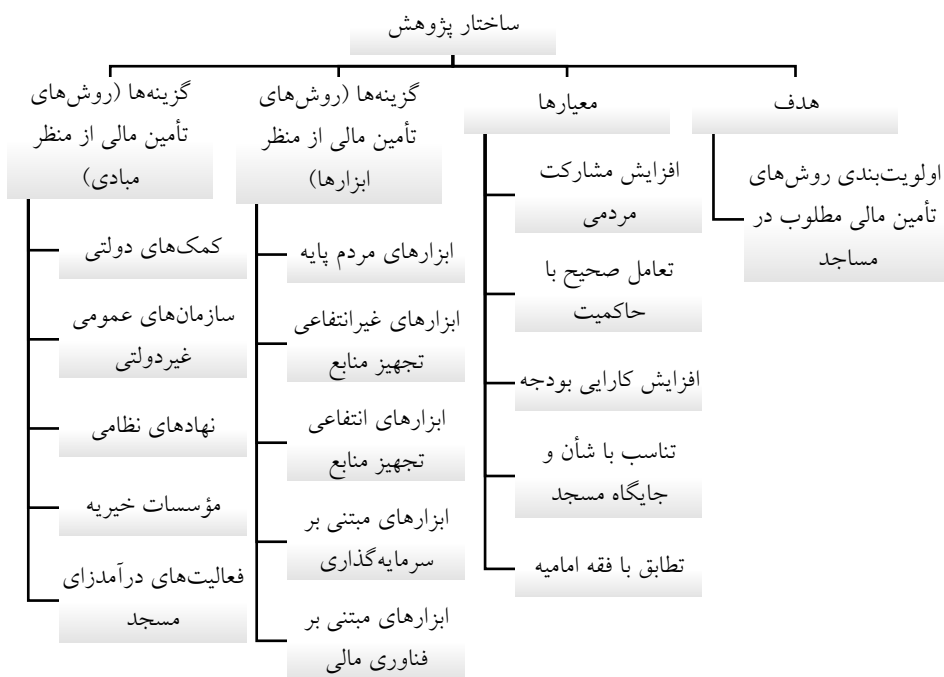 ساختار پژوهش
هدف
اولویت‌بندی روش‌های
تأمین مالی مطلوب در
مساجد
معیارها
افزایش مشارکت
مردمی
تعامل صحیح با
حاکمیت
افزایش کارایی بودجه
تناسب با شأن و
جایگاه مسجد
تطابق با فقه امامیه
گزینه‌ها (روش‌های
تأمین مالی از منظر
ابزارها)
ابزارهای مردم پایه
ابزارهای غیرانتفاعی
تجهیز منابع
ابزارهای انتفاعی
تجهیز منابع
ابزارهای مبتنی بر
سرمایه‌گذاری
ابزارهای مبتنی بر
فناوری مالی
گزینه‌ها (روش‌های
تأمین مالی از منظر
مبادی)
کمک‌های دولتی
سازمان‌های عمومی
غیردولتی
نهادهای نظامی
مؤسسات خیریه
فعالیت‌های درآمدزای
مسجد